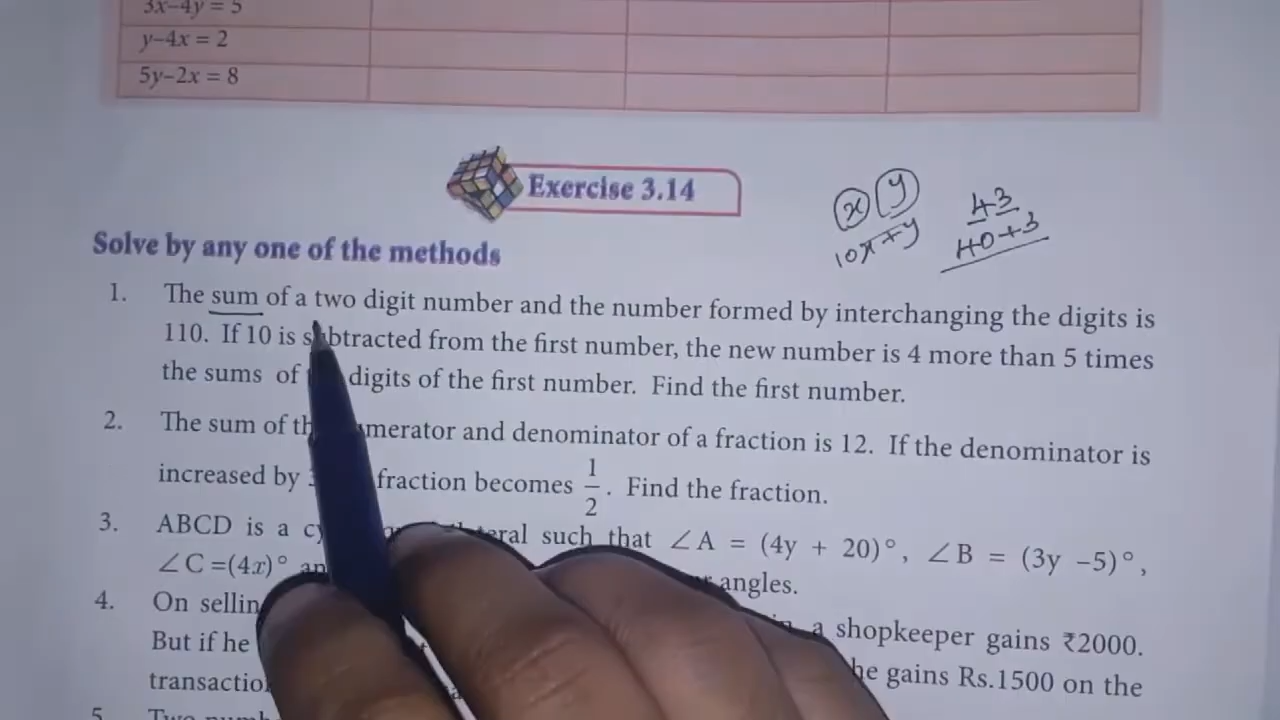 3x–4y = 5
y–4x = 2
5y–2x = 8
Exercise 3.14
x y 43
10x+y 40+3
Solve by any one of the methods
1. The sum of a two digit number and the number formed by interchanging the digits is
110. If 10 is subtracted from the first number, the new number is 4 more than 5 times
the sums of digits of the first number. Find the first number.
2. The sum of the numerator and denominator of a fraction is 12. If the denominator is
increased by fraction becomes 1/2. Find the fraction.
3. ABCD is a such that ∠A = (4y + 20)°, ∠B = (3y –5)°,
∠C =(4x)° angles.
4. On a shopkeeper gains ₹2000.
But if he he gains Rs.1500 on the
5. Two